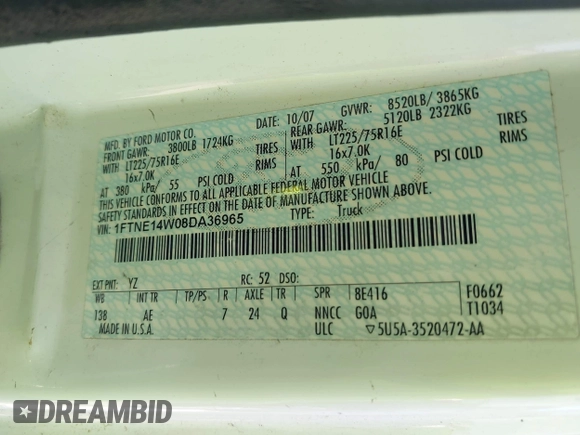 MFD. BY FORD MOTOR CO. DATE: 10/07 GVWR: 8520LB/ 3865KG
FRONT GAWR: 3800LB 1724KG REAR GAWR: 5120LB 2322KG
WITH LT225/75R16E TIRES WITH LT225/75R16E TIRES
16x7.0K RIMS 16x7.0K RIMS
AT 380 kPa/ 55 PSI COLD AT 550 kPa/ 80 PSI COLD
THIS VEHICLE CONFORMS TO ALL APPLICABLE FEDERAL MOTOR VEHICLE
SAFETY STANDARDS IN EFFECT ON THE DATE OF MANUFACTURE SHOWN ABOVE.
VIN: 1FTNE14W08DA36965 TYPE: Truck
EXT PNT: YZ RC: 52 DSO:
WB INT TR TP/PS R AXLE TR SPR 8E416 F0662
138 AE 7 24 Q NNCC GOA T1034
MADE IN U.S.A. ULC ▽5U5A-3520472-AA
DREAMBID